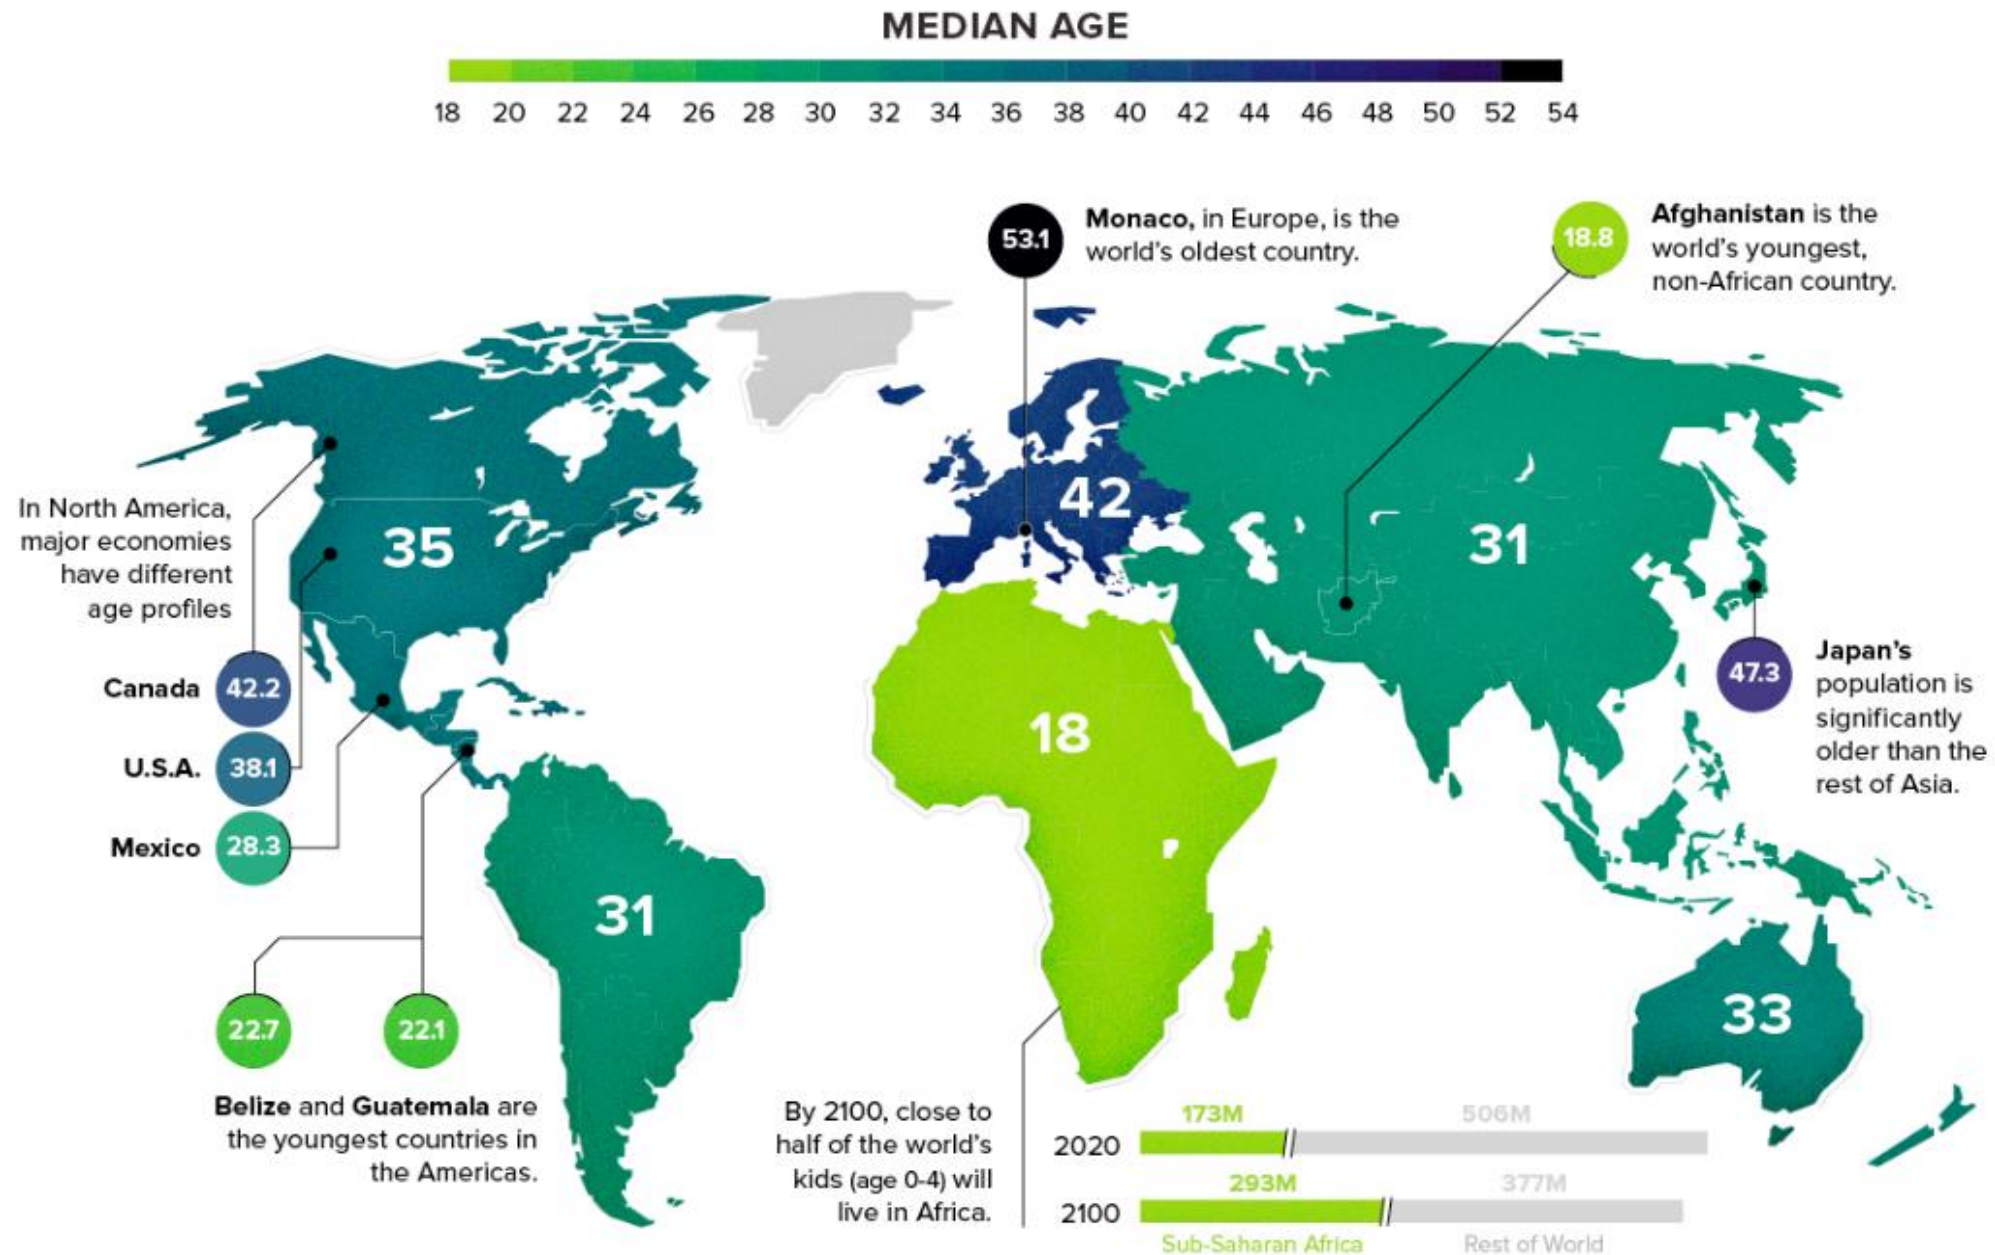 MEDIAN AGE
18 20 22 24 26 28 30 32 34 36 38 40 42 44 46 48 50 52 54
53.1
Monaco, in Europe, is the
world's oldest country.
18.8
Afghanistan is the
world's youngest,
non-African country.
In North America,
major economies
have different
age profiles
35
42
31
Canada 42.2
U.S.A. 38.1
Mexico 28.3
47.3
Japan's
population is
significantly
older than the
rest of Asia.
18
31
33
22.7 22.1
Belize and Guatemala are
the youngest countries in
the Americas.
By 2100, close to
half of the world's
kids (age 0-4) will
live in Africa.
173M 506M
2020
293M 377M
2100
Sub-Saharan Africa Rest of World